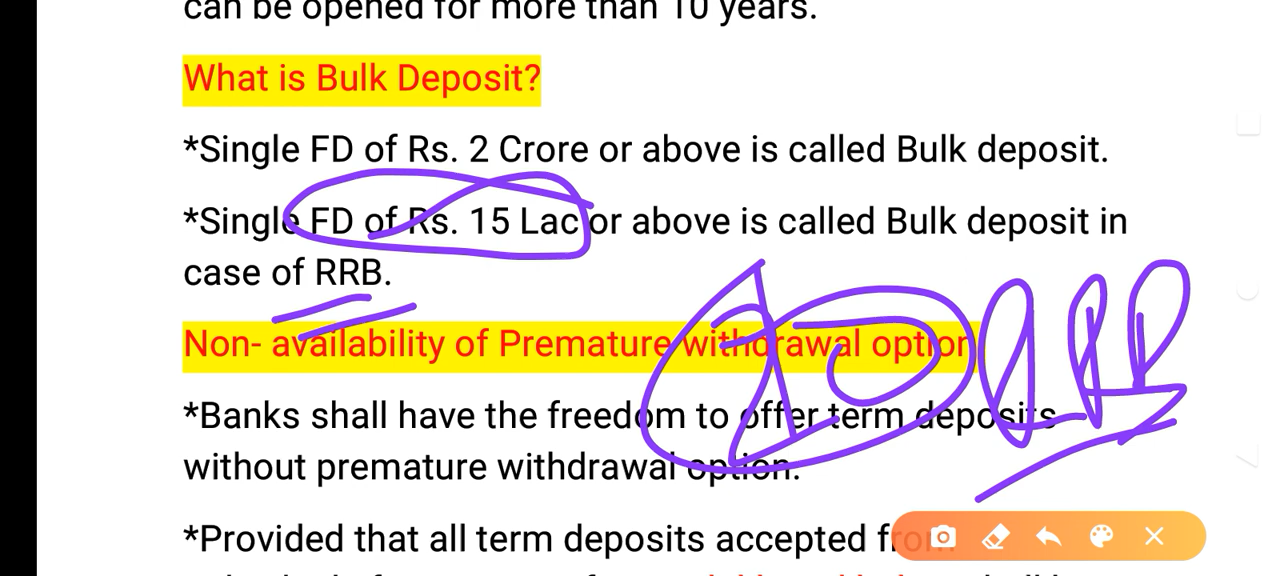 can be opened for more than 10 years.
What is Bulk Deposit?
*Single FD of Rs. 2 Crore or above is called Bulk deposit.
*Single FD of Rs. 15 Lac or above is called Bulk deposit in
case of RRB.
Non- availability of Premature withdrawal option
*Banks shall have the freedom to offer term deposits
without premature withdrawal option.
*Provided that all term deposits accepted from